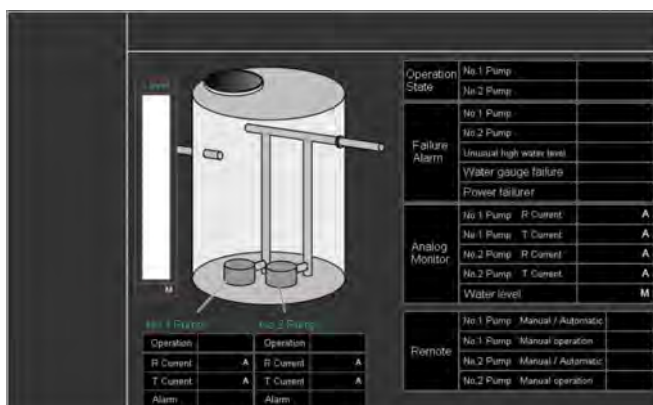 Level
M
No.1 Pump
No.2 Pump
Operation
R Current A
T Current A
Alarm
Operation
R Current A
T Current A
Alarm
Operation State
No.1 Pump
No.2 Pump
Failure Alarm
No.1 Pump
No.2 Pump
Unusual high water level
Water gauge failure
Power failurer
Analog Monitor
No.1 Pump R Current A
No.1 Pump T Current A
No.2 Pump R Current A
No.2 Pump T Current A
Water level M
Remote
No.1 Pump Manual / Automatic
No.1 Pump Manual operation
No.2 Pump Manual / Automatic
No.2 Pump Manual operation